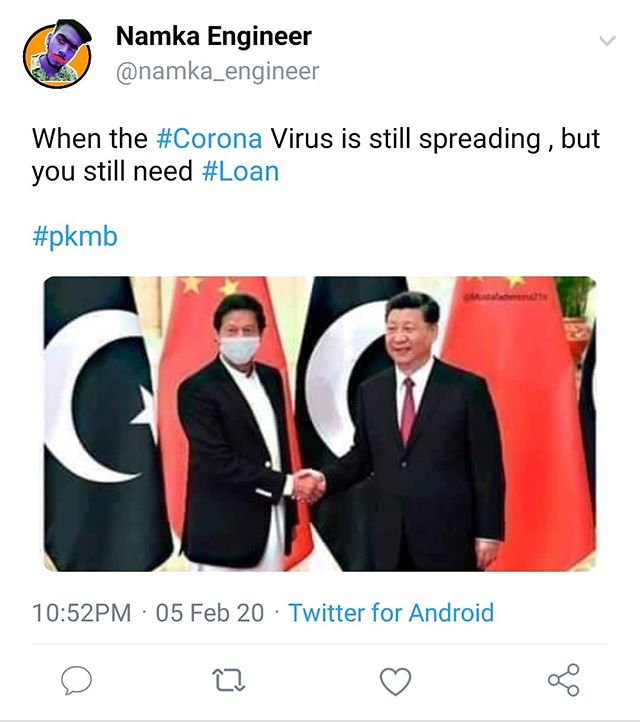 Namka Engineer
@namka_engineer
When the #Corona Virus is still spreading , but
you still need #Loan
#pkmb
10:52PM · 05 Feb 20 · Twitter for Android